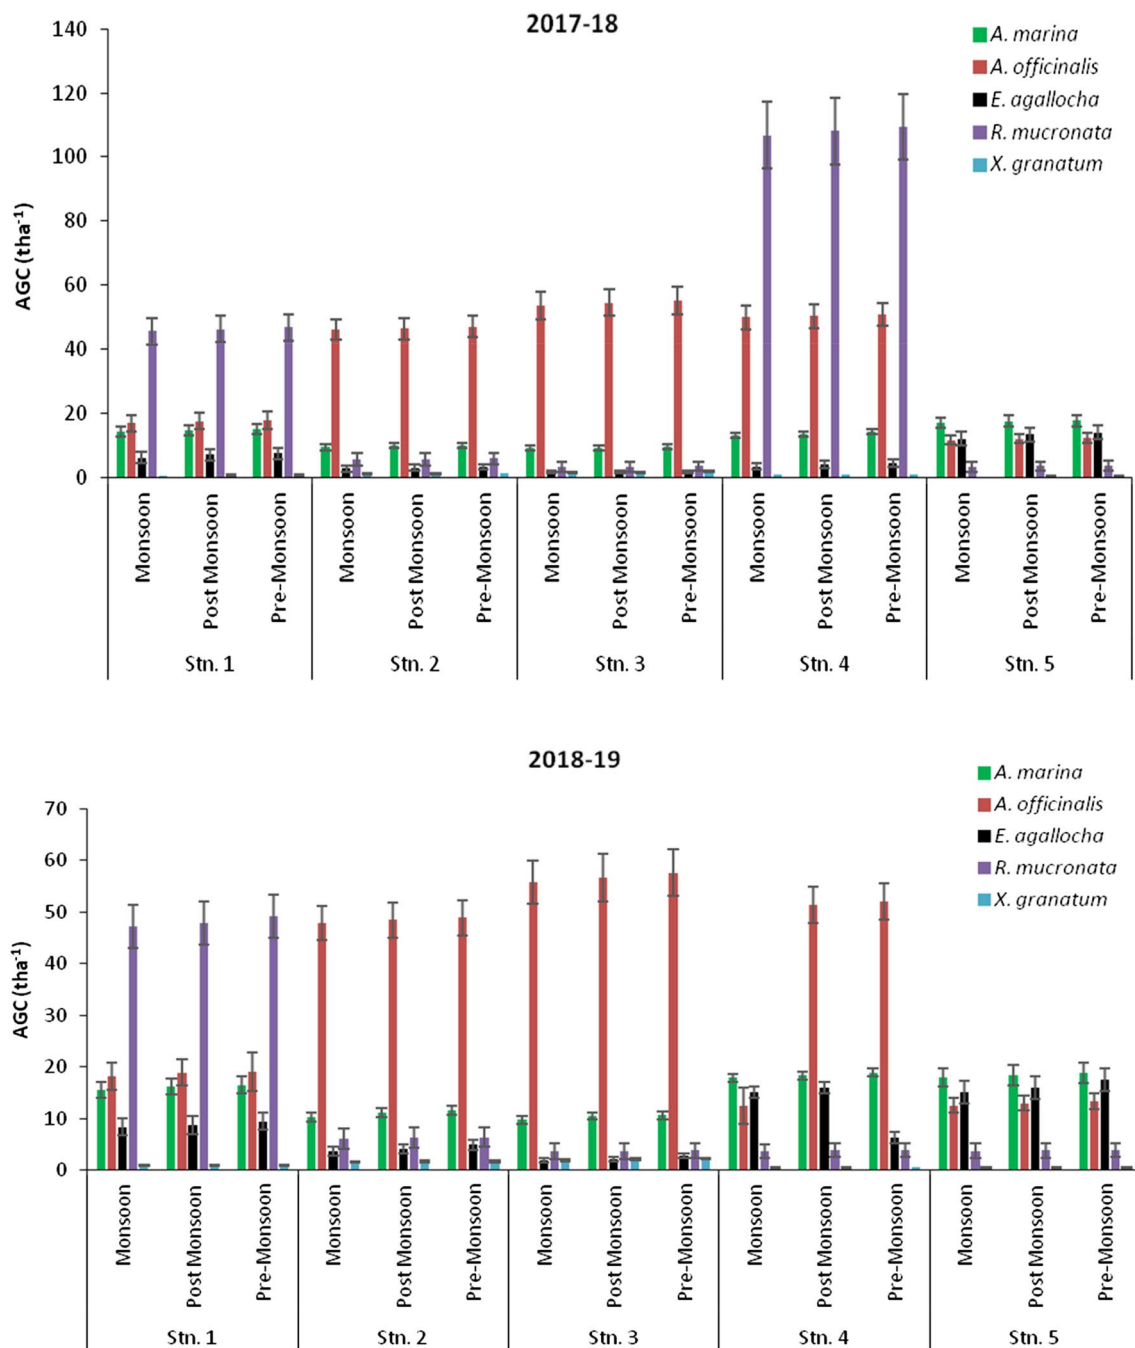 2017-18
A. marina
A. officinalis
E. agallocha
R. mucronata
X. granatum
AGC (tha⁻¹)
140
120
100
80
60
40
20
0
Monsoon
Post Monsoon
Pre-Monsoon
Monsoon
Post Monsoon
Pre-Monsoon
Monsoon
Post Monsoon
Pre-Monsoon
Monsoon
Post Monsoon
Pre-Monsoon
Monsoon
Post Monsoon
Pre-Monsoon
Stn. 1
Stn. 2
Stn. 3
Stn. 4
Stn. 5
2018-19
A. marina
A. officinalis
E. agallocha
R. mucronata
X. granatum
AGC (tha⁻¹)
70
60
50
40
30
20
10
0
Monsoon
Post Monsoon
Pre-Monsoon
Monsoon
Post Monsoon
Pre-Monsoon
Monsoon
Post Monsoon
Pre-Monsoon
Monsoon
Post Monsoon
Pre-Monsoon
Monsoon
Post Monsoon
Pre-Monsoon
Stn. 1
Stn. 2
Stn. 3
Stn. 4
Stn. 5